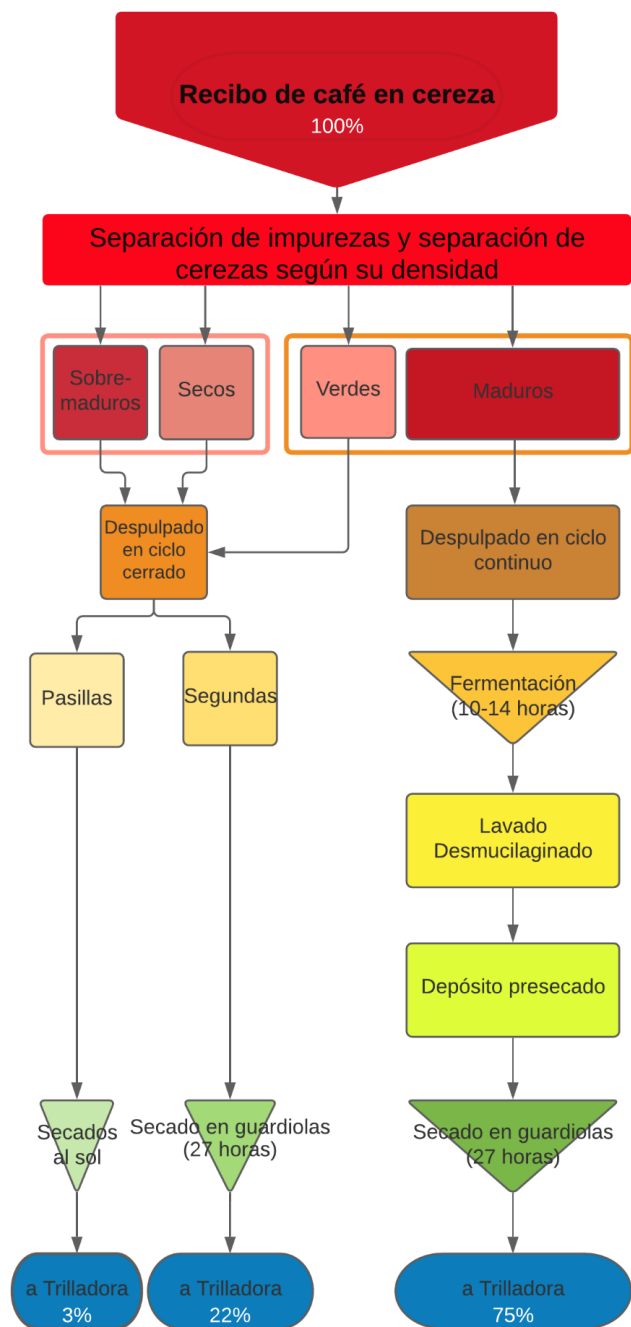 Recibo de café en cereza
100%
Separación de impurezas y separación de
cerezas según su densidad
Sobre-
maduros
Secos
Verdes
Maduros
Despulpado
en ciclo
cerrado
Despulpado en ciclo
continuo
Pasillas
Segundas
Fermentación
(10-14 horas)
Lavado
Desmucilaginado
Depósito presecado
Secados
al sol
Secado en guardiolas
(27 horas)
Secado en guardiolas
(27 horas)
a Trilladora
3%
a Trilladora
22%
a Trilladora
75%